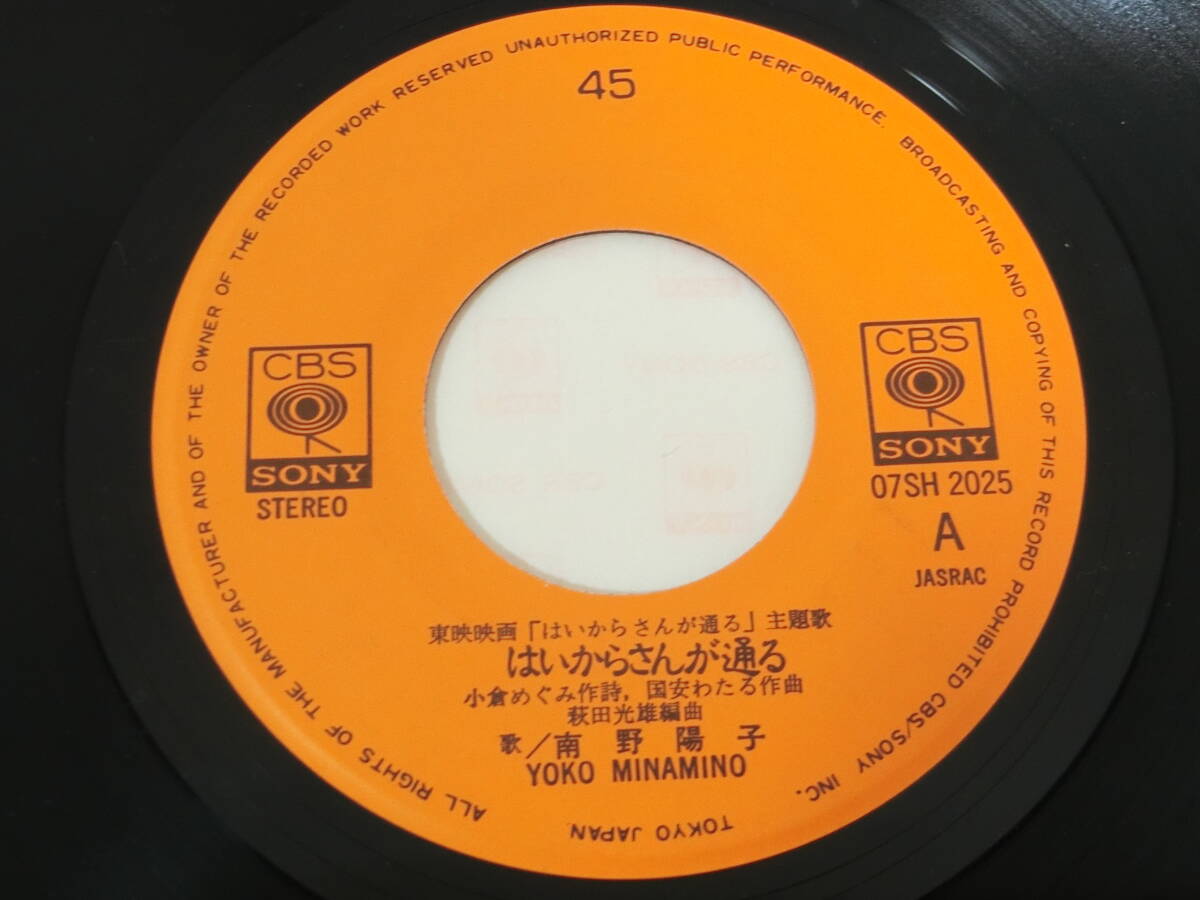 45
ALL RIGHTS OF THE MANUFACTURER AND OF THE OWNER OF THE RECORDED WORK RESERVED UNAUTHORIZED PUBLIC PERFORMANCE. BROADCASTING AND COPYING OF THIS RECORD PROHIBITED CBS/SONY INC. TOKYO JAPAN
CBS
SONY
STEREO
CBS
SONY
07SH 2025
A
JASRAC
東映映画「はいからさんが通る」主題歌
はいからさんが通る
小倉めぐみ作詩,国安わたる作曲
萩田光雄編曲
歌/南野陽子
YOKO MINAMINO
CBS SONY